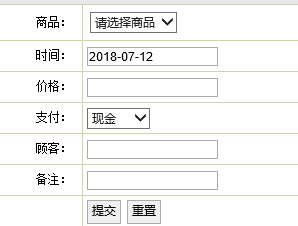 商品： 请选择商品
时间： 2018-07-12
价格：
支付： 现金
顾客：
备注：
提交 重置